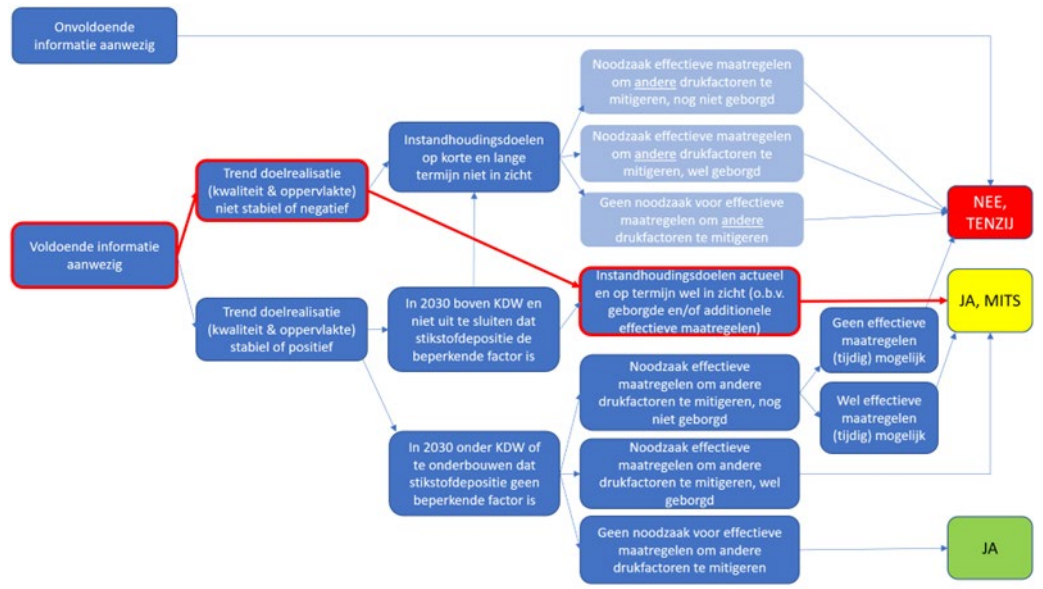 Onvoldoende
informatie aanwezig
Noodzaak effectieve maatregelen
om andere drukfactoren te
mitigeren, nog niet geborgd
Instandhoudingsdoelen
op korte en lange
termijn niet in zicht
Noodzaak effectieve maatregelen
om andere drukfactoren te
mitigeren, wel geborgd
Trend doelrealisatie
(kwaliteit & oppervlakte)
niet stabiel of negatief
Geen noodzaak voor effectieve
maatregelen om andere
drukfactoren te mitigeren
NEE,
TENZIJ
Voldoende informatie
aanwezig
Instandhoudingsdoelen actueel
en op termijn wel in zicht (o.b.v.
geborgde en/of additionele
effectieve maatregelen)
JA, MITS
Trend doelrealisatie
(kwaliteit & oppervlakte)
stabiel of positief
In 2030 boven KDW en
niet uit te sluiten dat
stikstofdepositie de
beperkende factor is
Geen effectieve
maatregelen
(tijdig) mogelijk
Noodzaak effectieve
maatregelen om andere
drukfactoren te mitigeren, nog
niet geborgd
Wel effectieve
maatregelen
(tijdig) mogelijk
In 2030 onder KDW of
te onderbouwen dat
stikstofdepositie geen
beperkende factor is
Noodzaak effectieve
maatregelen om andere
drukfactoren te mitigeren, wel
geborgd
Geen noodzaak voor effectieve
maatregelen om andere
drukfactoren te mitigeren
JA